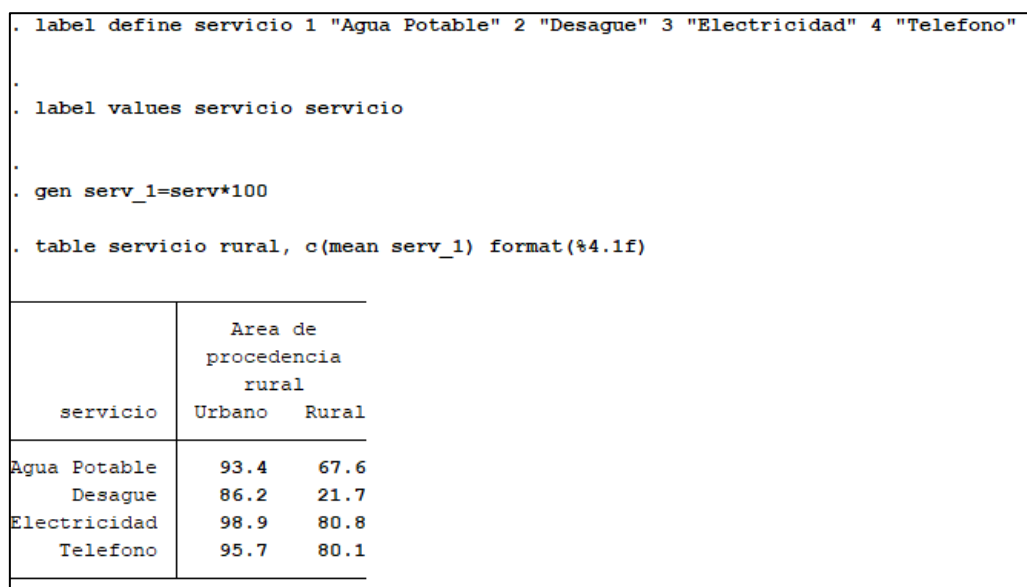 . label define servicio 1 "Agua Potable" 2 "Desague" 3 "Electricidad" 4 "Telefono"
.
. label values servicio servicio
.
. gen serv_1=serv*100
. table servicio rural, c(mean serv_1) format(%4.1f)
Area de
procedencia
rural
servicio Urbano Rural
Agua Potable 93.4 67.6
Desague 86.2 21.7
Electricidad 98.9 80.8
Telefono 95.7 80.1